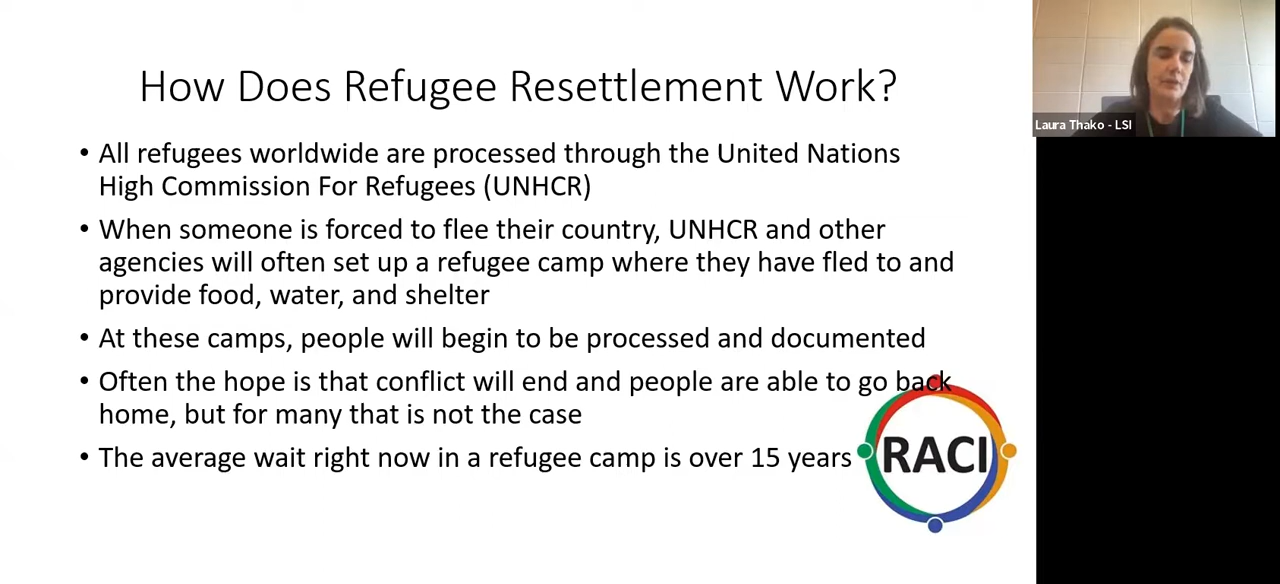 How Does Refugee Resettlement Work?
• All refugees worldwide are processed through the United Nations
High Commission For Refugees (UNHCR)
• When someone is forced to flee their country, UNHCR and other
agencies will often set up a refugee camp where they have fled to and
provide food, water, and shelter
• At these camps, people will begin to be processed and documented
• Often the hope is that conflict will end and people are able to go back
home, but for many that is not the case
• The average wait right now in a refugee camp is over 15 years
RACI
Laura Thako - LSI